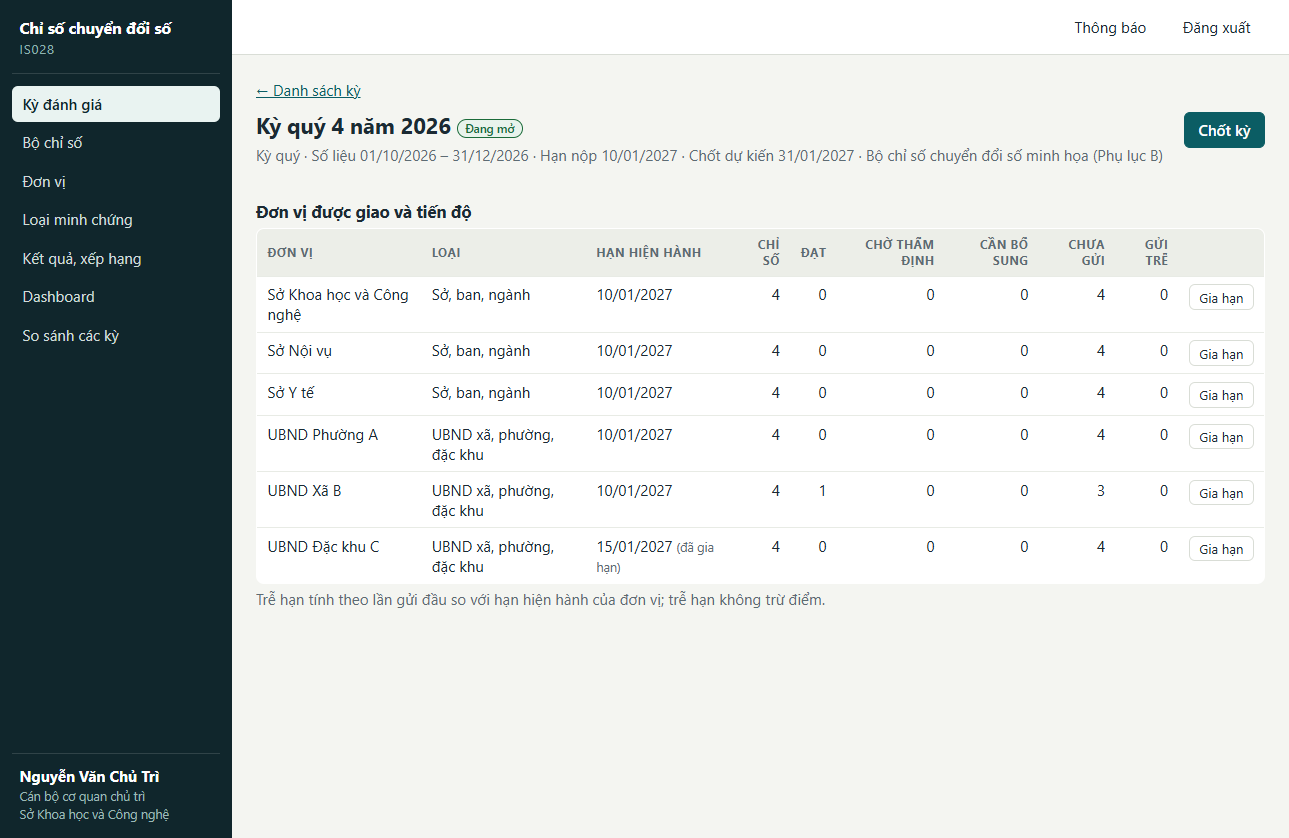 Chỉ số chuyển đổi số
IS028
Kỳ đánh giá
Bộ chỉ số
Đơn vị
Loại minh chứng
Kết quả, xếp hạng
Dashboard
So sánh các kỳ
Nguyễn Văn Chủ Trì
Cán bộ cơ quan chủ trì
Sở Khoa học và Công nghệ
Thông báo Đăng xuất
← Danh sách kỳ
Kỳ quý 4 năm 2026 Đang mở
Chốt kỳ
Kỳ quý · Số liệu 01/10/2026 – 31/12/2026 · Hạn nộp 10/01/2027 · Chốt dự kiến 31/01/2027 · Bộ chỉ số chuyển đổi số minh họa (Phụ lục B)
Đơn vị được giao và tiến độ
ĐƠN VỊ LOẠI HẠN HIỆN HÀNH CHỈ SỐ ĐẠT CHỜ THẨM ĐỊNH CẦN BỔ SUNG CHƯA GỬI GỬI TRỄ
Sở Khoa học và Công nghệ Sở, ban, ngành 10/01/2027 4 0 0 0 4 0 Gia hạn
Sở Nội vụ Sở, ban, ngành 10/01/2027 4 0 0 0 4 0 Gia hạn
Sở Y tế Sở, ban, ngành 10/01/2027 4 0 0 0 4 0 Gia hạn
UBND Phường A UBND xã, phường, đặc khu 10/01/2027 4 0 0 0 4 0 Gia hạn
UBND Xã B UBND xã, phường, đặc khu 10/01/2027 4 1 0 0 3 0 Gia hạn
UBND Đặc khu C UBND xã, phường, đặc khu 15/01/2027 (đã gia hạn) 4 0 0 0 4 0 Gia hạn
Trễ hạn tính theo lần gửi đầu so với hạn hiện hành của đơn vị; trễ hạn không trừ điểm.